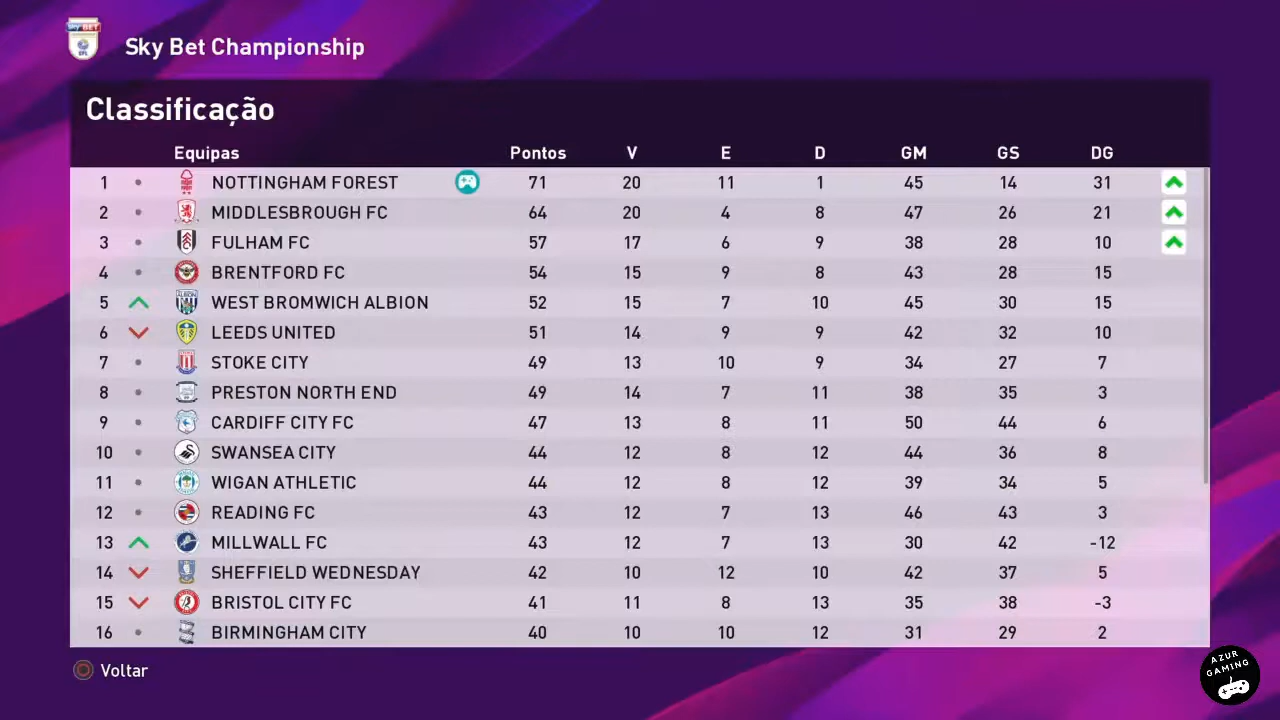 SKY BET
EFL
Sky Bet Championship
Classificação
Equipas Pontos V E D GM GS DG
1 NOTTINGHAM FOREST 71 20 11 1 45 14 31
2 MIDDLESBROUGH FC 64 20 4 8 47 26 21
3 FULHAM FC 57 17 6 9 38 28 10
4 BRENTFORD FC 54 15 9 8 43 28 15
5 WEST BROMWICH ALBION 52 15 7 10 45 30 15
6 LEEDS UNITED 51 14 9 9 42 32 10
7 STOKE CITY 49 13 10 9 34 27 7
8 PRESTON NORTH END 49 14 7 11 38 35 3
9 CARDIFF CITY FC 47 13 8 11 50 44 6
10 SWANSEA CITY 44 12 8 12 44 36 8
11 WIGAN ATHLETIC 44 12 8 12 39 34 5
12 READING FC 43 12 7 13 46 43 3
13 MILLWALL FC 43 12 7 13 30 42 -12
14 SHEFFIELD WEDNESDAY 42 10 12 10 42 37 5
15 BRISTOL CITY FC 41 11 8 13 35 38 -3
16 BIRMINGHAM CITY 40 10 10 12 31 29 2
Voltar
AZUR
GAMING